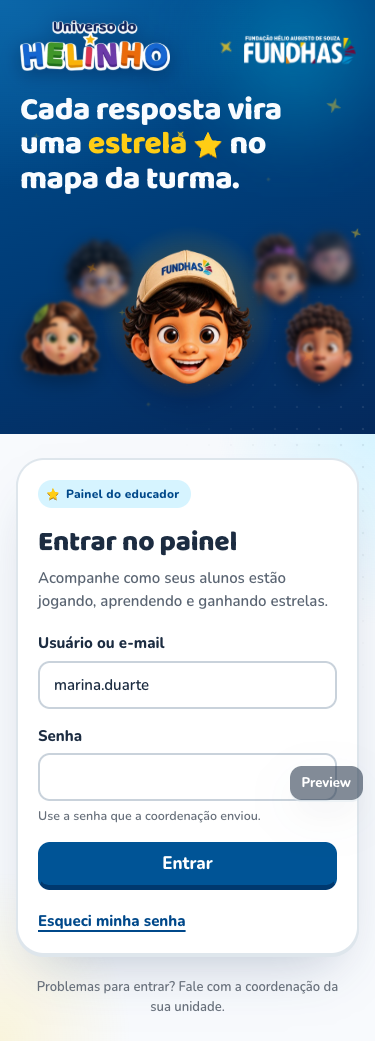 Universo do
HELINHO
FUNDAÇÃO HÉLIO AUGUSTO DE SOUZA
FUNDHAS
Cada resposta vira
uma estrela ⭐ no
mapa da turma.
FUNDHAS
Painel do educador
Entrar no painel
Acompanhe como seus alunos estão
jogando, aprendendo e ganhando estrelas.
Usuário ou e-mail
marina.duarte
Senha
Preview
Use a senha que a coordenação enviou.
Entrar
Esqueci minha senha
Problemas para entrar? Fale com a coordenação da
sua unidade.